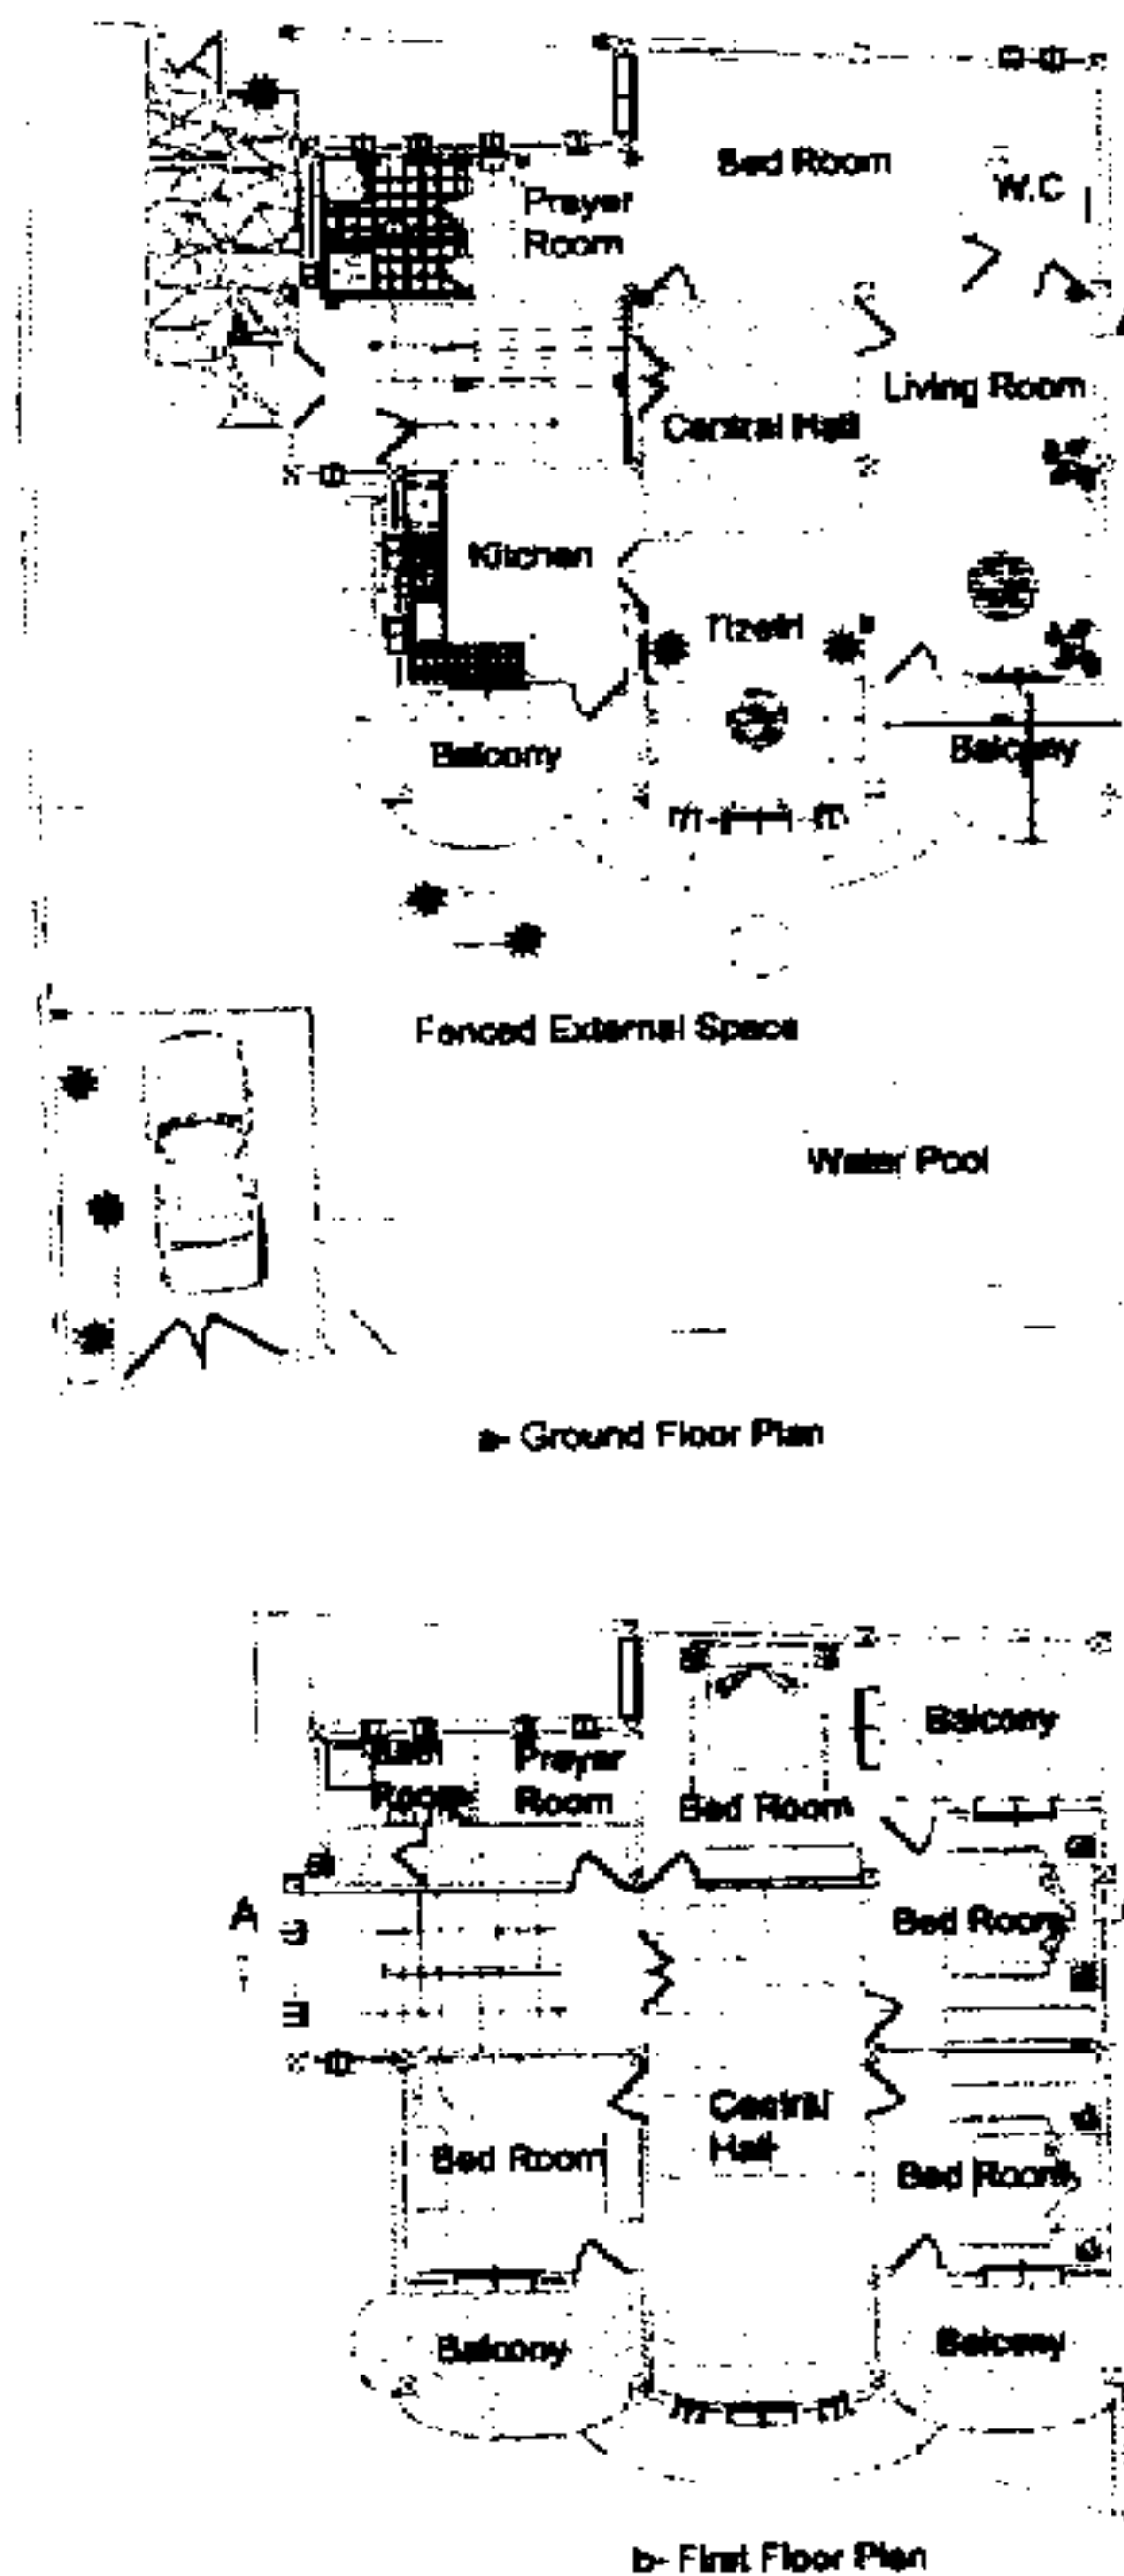 Bed Room
W.C
Prayer
Room
Living Room
Central Hall
Kitchen
Balcony
Balcony
Fenced External Space
Water Pool
a- Ground Floor Plan
Balcony
Prayer
Room
Room
Bed Room
A
Bed Room
Central
Hall
Bed Room
Bed Room
Balcony
Balcony
b- First Floor Plan